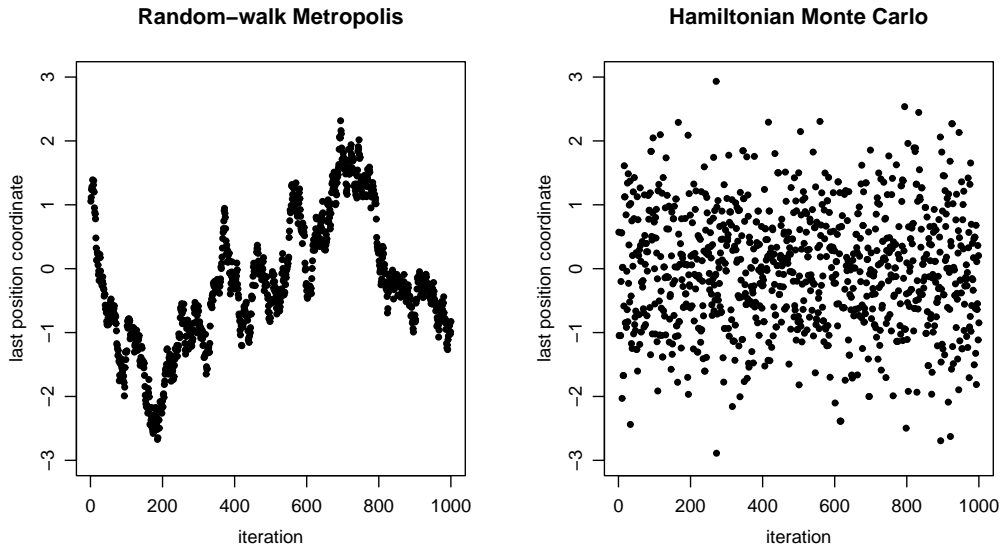 Random−walk Metropolis
3
2
1
0
−1
−2
−3
last position coordinate
0 200 400 600 800 1000
iteration
Hamiltonian Monte Carlo
3
2
1
0
−1
−2
−3
last position coordinate
0 200 400 600 800 1000
iteration